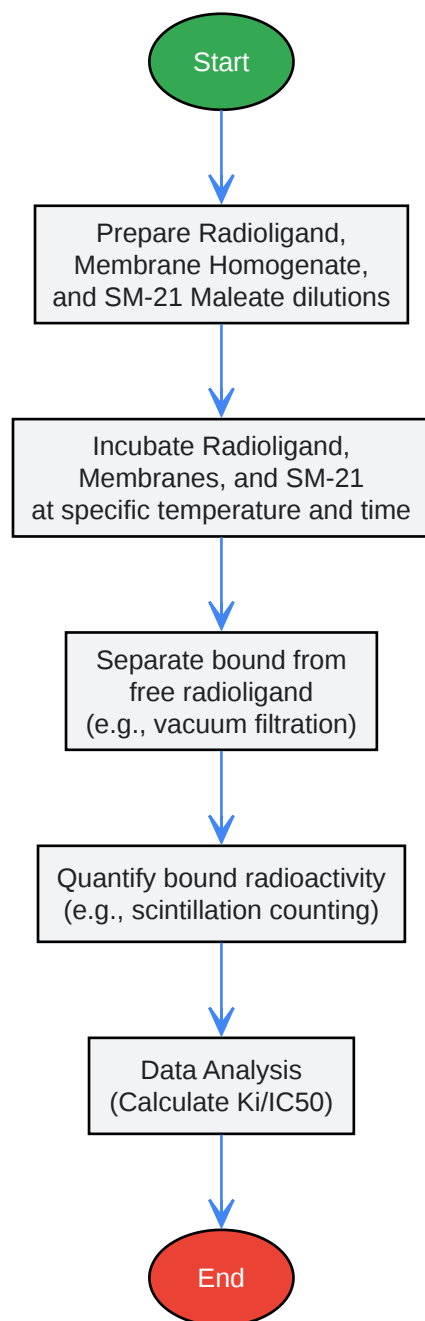 Start
Prepare Radioligand,
Membrane Homogenate,
and SM-21 Maleate dilutions
Incubate Radioligand,
Membranes, and SM-21
at specific temperature and time
Separate bound from
free radioligand
(e.g., vacuum filtration)
Quantify bound radioactivity
(e.g., scintillation counting)
Data Analysis
(Calculate Ki/IC50)
End